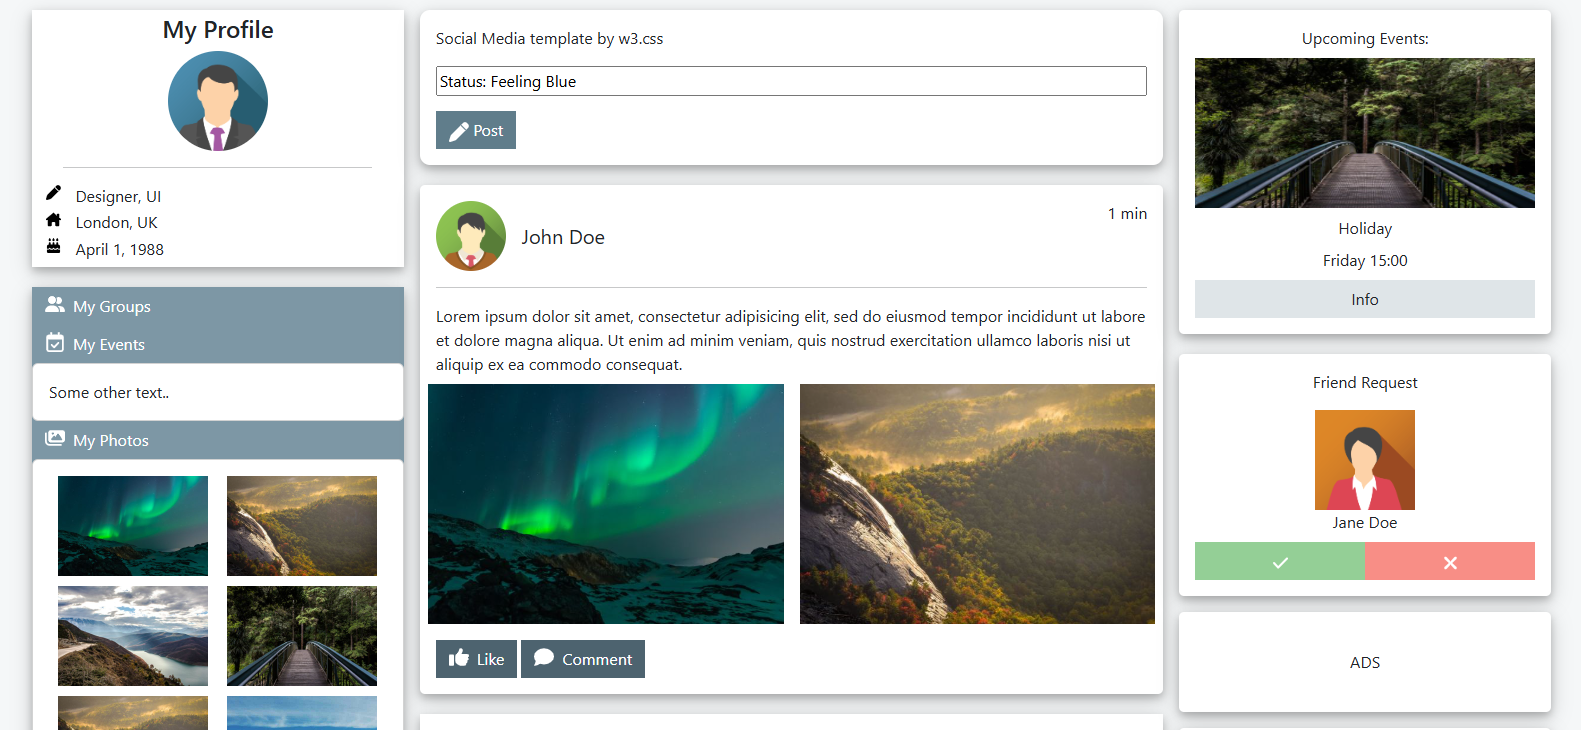 My Profile
Designer, UI
London, UK
April 1, 1988
My Groups
My Events
Some other text..
My Photos
Social Media template by w3.css
Status: Feeling Blue
Post
John Doe
1 min
Lorem ipsum dolor sit amet, consectetur adipisicing elit, sed do eiusmod tempor incididunt ut labore
et dolore magna aliqua. Ut enim ad minim veniam, quis nostrud exercitation ullamco laboris nisi ut
aliquip ex ea commodo consequat.
Like
Comment
Upcoming Events:
Holiday
Friday 15:00
Info
Friend Request
Jane Doe
ADS